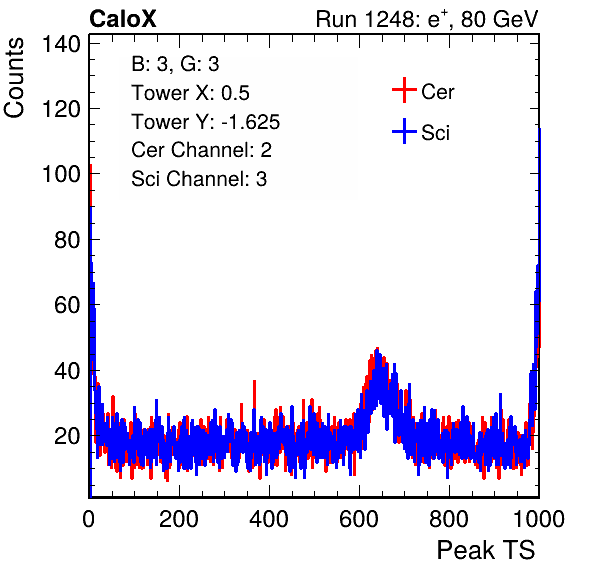 CaloX Run 1248: e⁺, 80 GeV
Counts
B: 3, G: 3
Tower X: 0.5
Tower Y: -1.625
Cer Channel: 2
Sci Channel: 3
Cer
Sci
140
120
100
80
60
40
20
0 200 400 600 800 1000
Peak TS